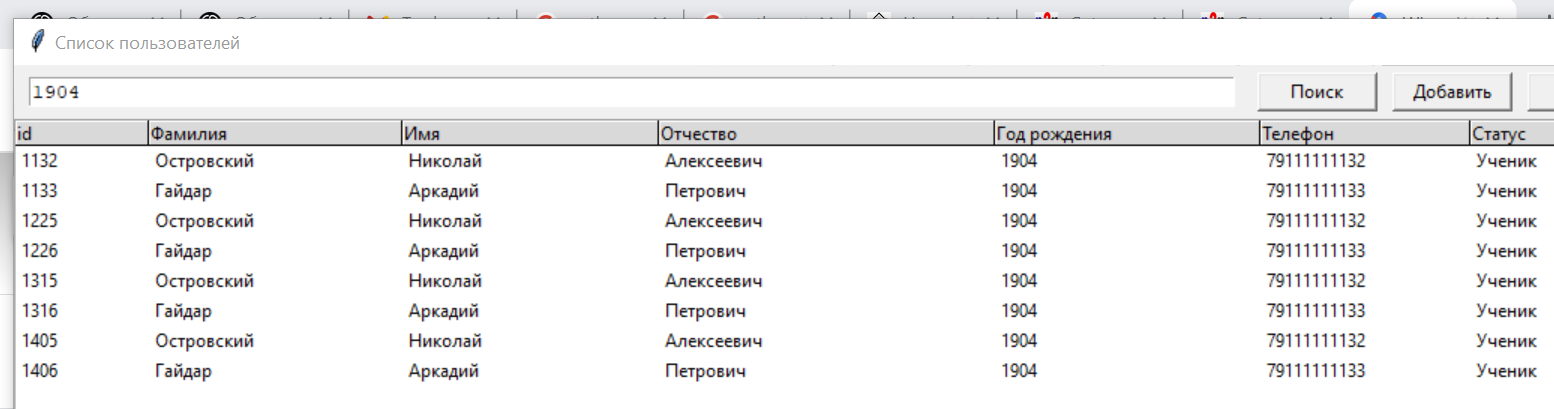 Список пользователей
1904 Поиск Добавить
id Фамилия Имя Отчество Год рождения Телефон Статус
1132 Островский Николай Алексеевич 1904 79111111132 Ученик
1133 Гайдар Аркадий Петрович 1904 79111111133 Ученик
1225 Островский Николай Алексеевич 1904 79111111132 Ученик
1226 Гайдар Аркадий Петрович 1904 79111111133 Ученик
1315 Островский Николай Алексеевич 1904 79111111132 Ученик
1316 Гайдар Аркадий Петрович 1904 79111111133 Ученик
1405 Островский Николай Алексеевич 1904 79111111132 Ученик
1406 Гайдар Аркадий Петрович 1904 79111111133 Ученик